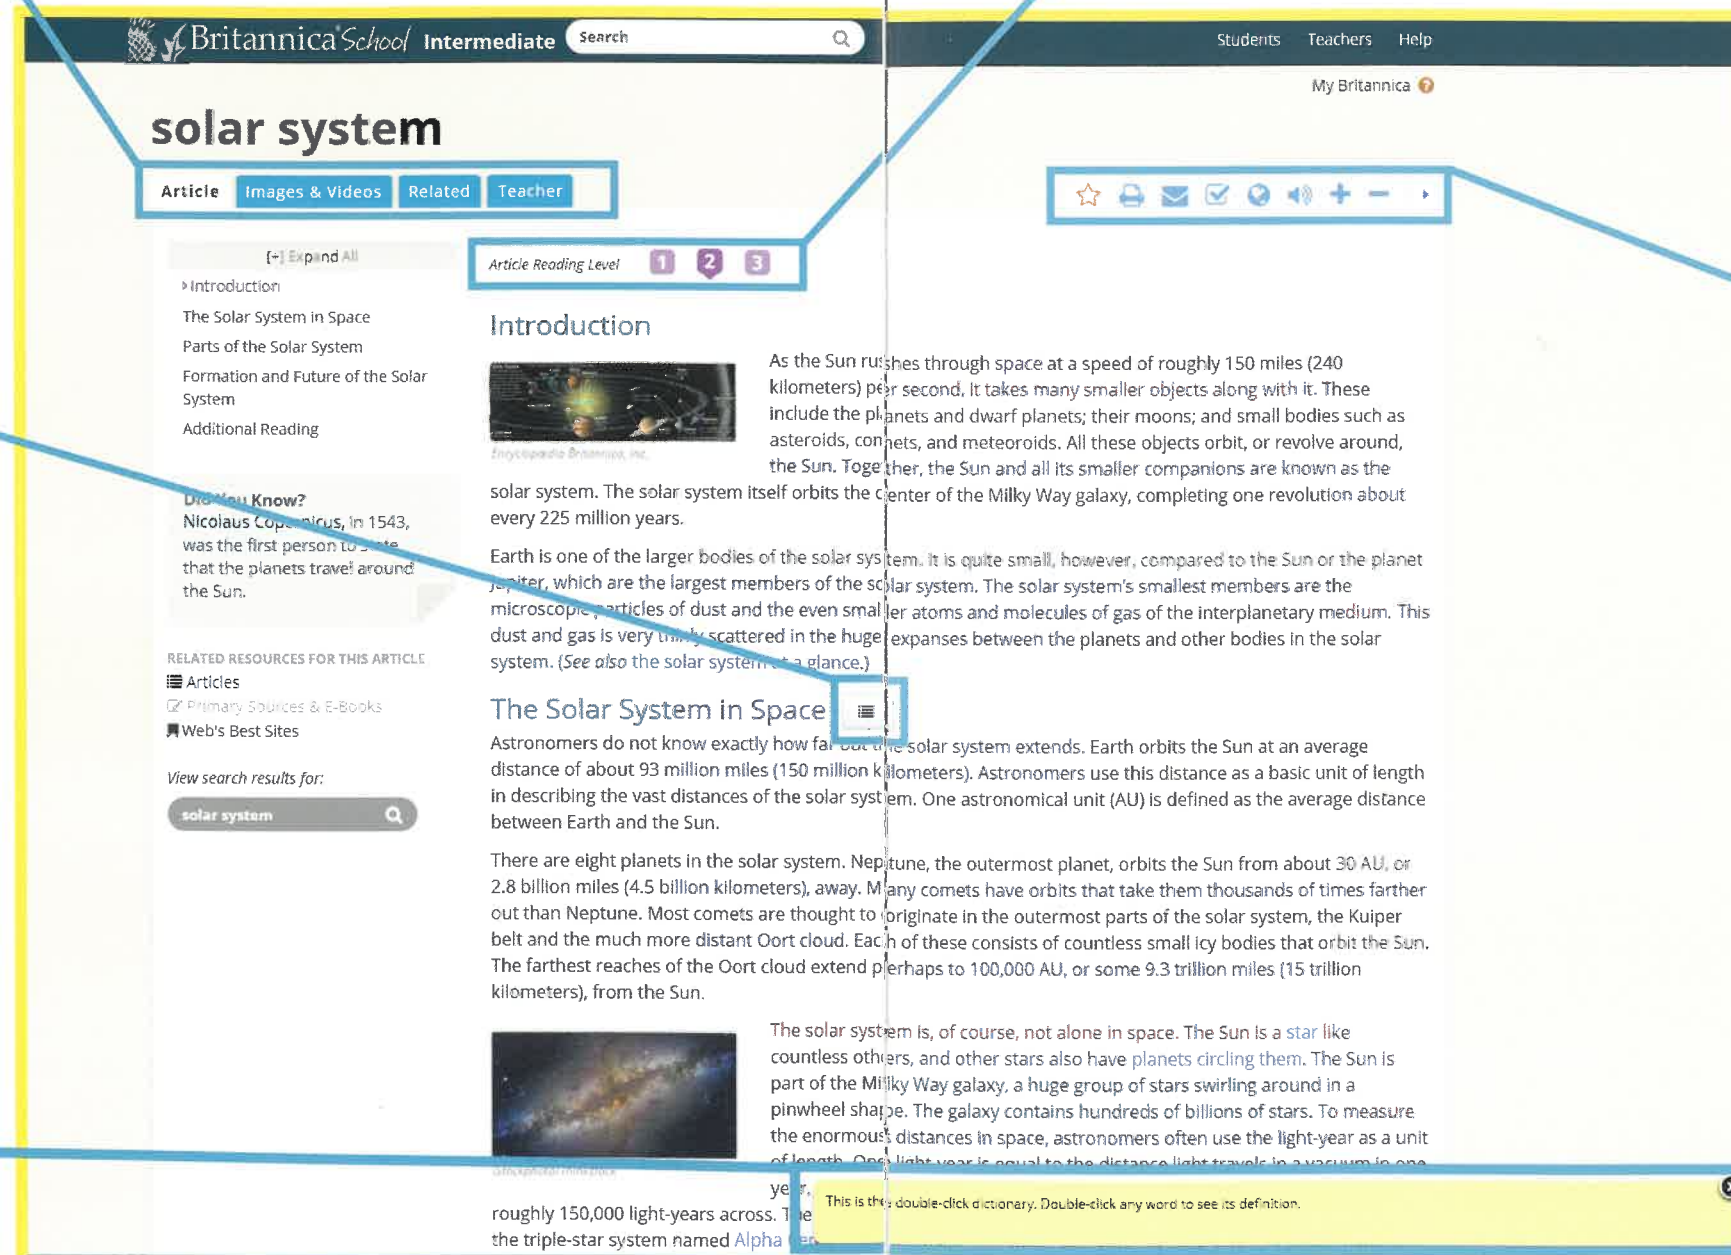 Britannica School Intermediate Search
Students Teachers Help
My Britannica ?
solar system
Article Images & Videos Related Teacher
[+] Expand All
Introduction
The Solar System in Space
Parts of the Solar System
Formation and Future of the Solar
System
Additional Reading
Did You Know?
Nicolaus Copernicus, in 1543,
was the first person to state
that the planets travel around
the Sun.
RELATED RESOURCES FOR THIS ARTICLE
Articles
Primary Sources & E-Books
Web's Best Sites
View search results for:
solar system
Article Reading Level 1 2 3
Introduction
Encyclopædia Britannica, Inc.
As the Sun rushes through space at a speed of roughly 150 miles (240
kilometers) per second, it takes many smaller objects along with it. These
include the planets and dwarf planets; their moons; and small bodies such as
asteroids, comets, and meteoroids. All these objects orbit, or revolve around,
the Sun. Together, the Sun and all its smaller companions are known as the
solar system. The solar system itself orbits the center of the Milky Way galaxy, completing one revolution about
every 225 million years.
Earth is one of the larger bodies of the solar system. It is quite small, however, compared to the Sun or the planet
Jupiter, which are the largest members of the solar system. The solar system's smallest members are the
microscopic particles of dust and the even smaller atoms and molecules of gas of the interplanetary medium. This
dust and gas is very thinly scattered in the huge expanses between the planets and other bodies in the solar
system. (See also the solar system at a glance.)
The Solar System in Space
Astronomers do not know exactly how far out the solar system extends. Earth orbits the Sun at an average
distance of about 93 million miles (150 million kilometers). Astronomers use this distance as a basic unit of length
in describing the vast distances of the solar system. One astronomical unit (AU) is defined as the average distance
between Earth and the Sun.
There are eight planets in the solar system. Neptune, the outermost planet, orbits the Sun from about 30 AU, or
2.8 billion miles (4.5 billion kilometers), away. Many comets have orbits that take them thousands of times farther
out than Neptune. Most comets are thought to originate in the outermost parts of the solar system, the Kuiper
belt and the much more distant Oort cloud. Each of these consists of countless small icy bodies that orbit the Sun.
The farthest reaches of the Oort cloud extend perhaps to 100,000 AU, or some 9.3 trillion miles (15 trillion
kilometers), from the Sun.
The solar system is, of course, not alone in space. The Sun is a star like
countless others, and other stars also have planets circling them. The Sun is
part of the Milky Way galaxy, a huge group of stars swirling around in a
pinwheel shape. The galaxy contains hundreds of billions of stars. To measure
the enormous distances in space, astronomers often use the light-year as a unit
of length. One light-year is equal to the distance light travels in a vacuum in one
year,
roughly 150,000 light-years across. The
the triple-star system named Alpha
This is the double-click dictionary. Double-click any word to see its definition.